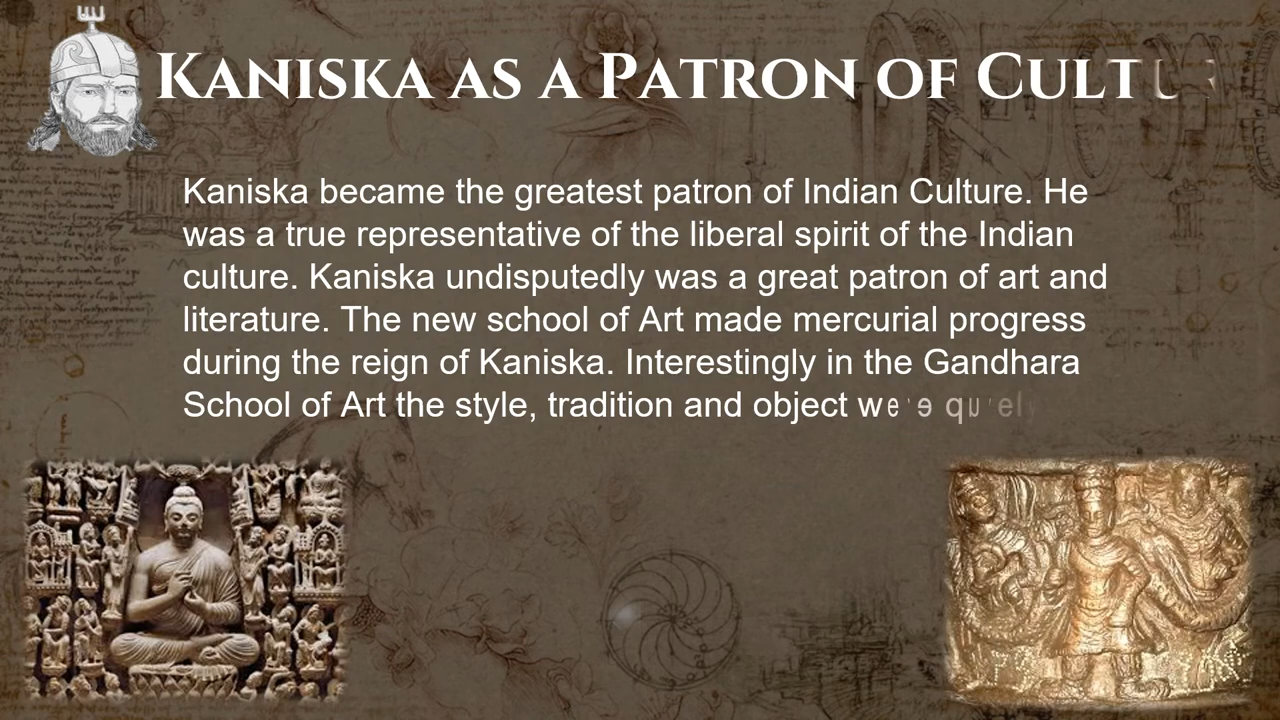 Kaniska as a Patron of
Kaniska became the greatest patron of Indian Culture. He
was a true representative of the liberal spirit of the Indian
culture. Kaniska undisputedly was a great patron of art and
literature. The new school of Art made mercurial progress
during the reign of Kaniska. Interestingly in the Gandhara
School of Art the style, tradition and object